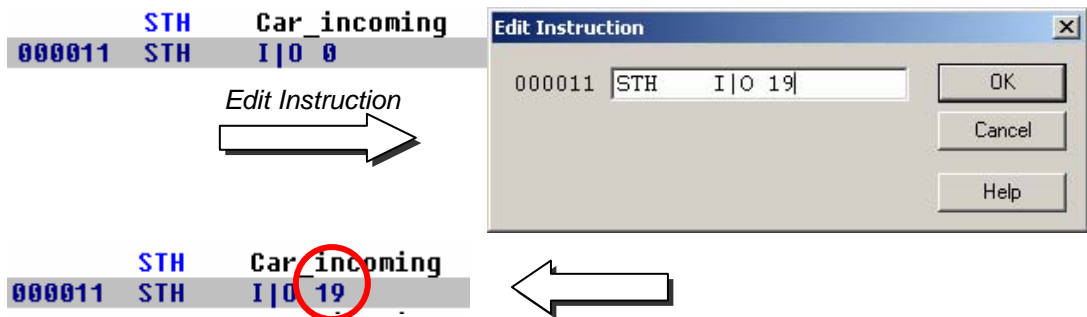 STH Car_incoming
000011 STH I|O 0
Edit Instruction
Edit Instruction
000011 STH I|O 19
OK
Cancel
Help
STH Car_incoming
000011 STH I|O 19